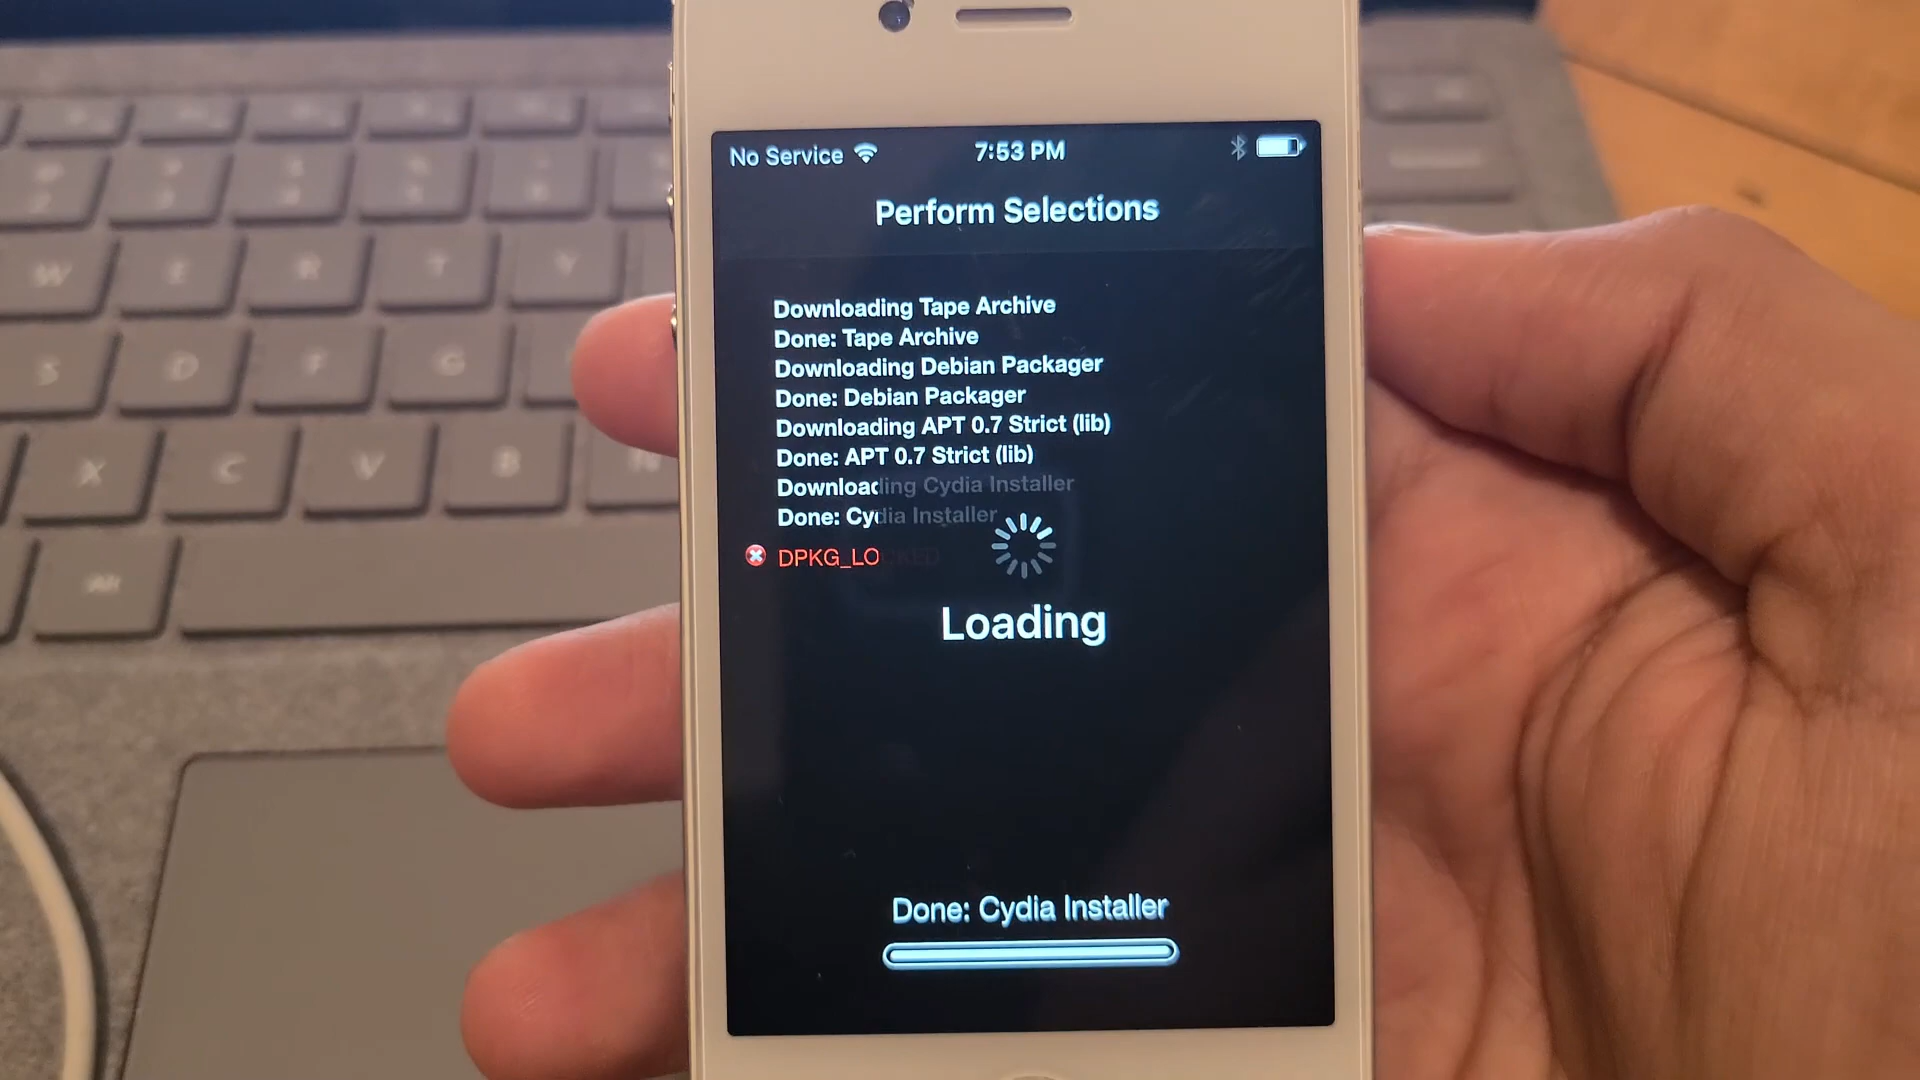 No Service 7:53 PM
Perform Selections
Downloading Tape Archive
Done: Tape Archive
Downloading Debian Packager
Done: Debian Packager
Downloading APT 0.7 Strict (lib)
Done: APT 0.7 Strict (lib)
Downloading Cydia Installer
Done: Cydia Installer
DPKG_LOCKED
Loading
Done: Cydia Installer
W E R T Y
S D F G
X C V B N
Alt